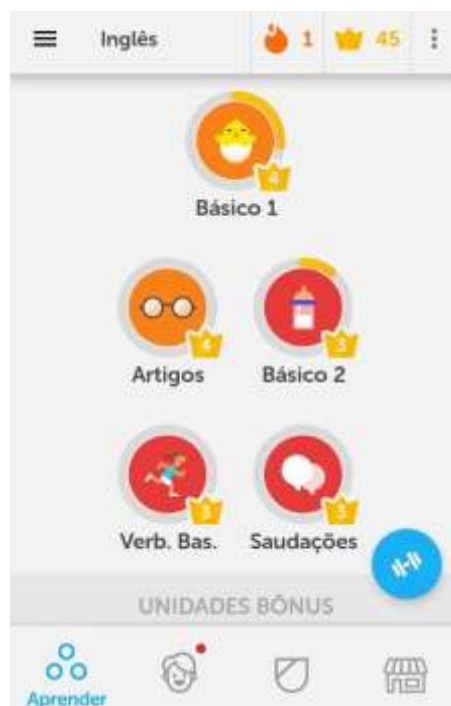 Inglês 1 45
4
Básico 1
4 3
Artigos Básico 2
3 3
Verb. Bas. Saudações
UNIDADES BÔNUS
Aprender